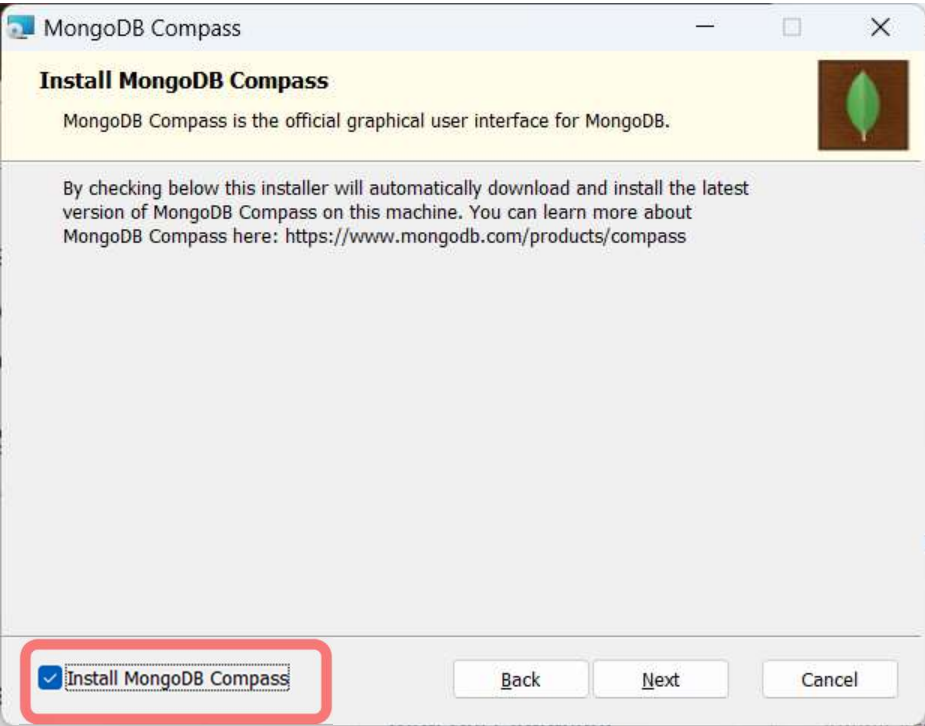 MongoDB Compass
Install MongoDB Compass
MongoDB Compass is the official graphical user interface for MongoDB.
By checking below this installer will automatically download and install the latest
version of MongoDB Compass on this machine. You can learn more about
MongoDB Compass here: https://www.mongodb.com/products/compass
Install MongoDB Compass
Back
Next
Cancel